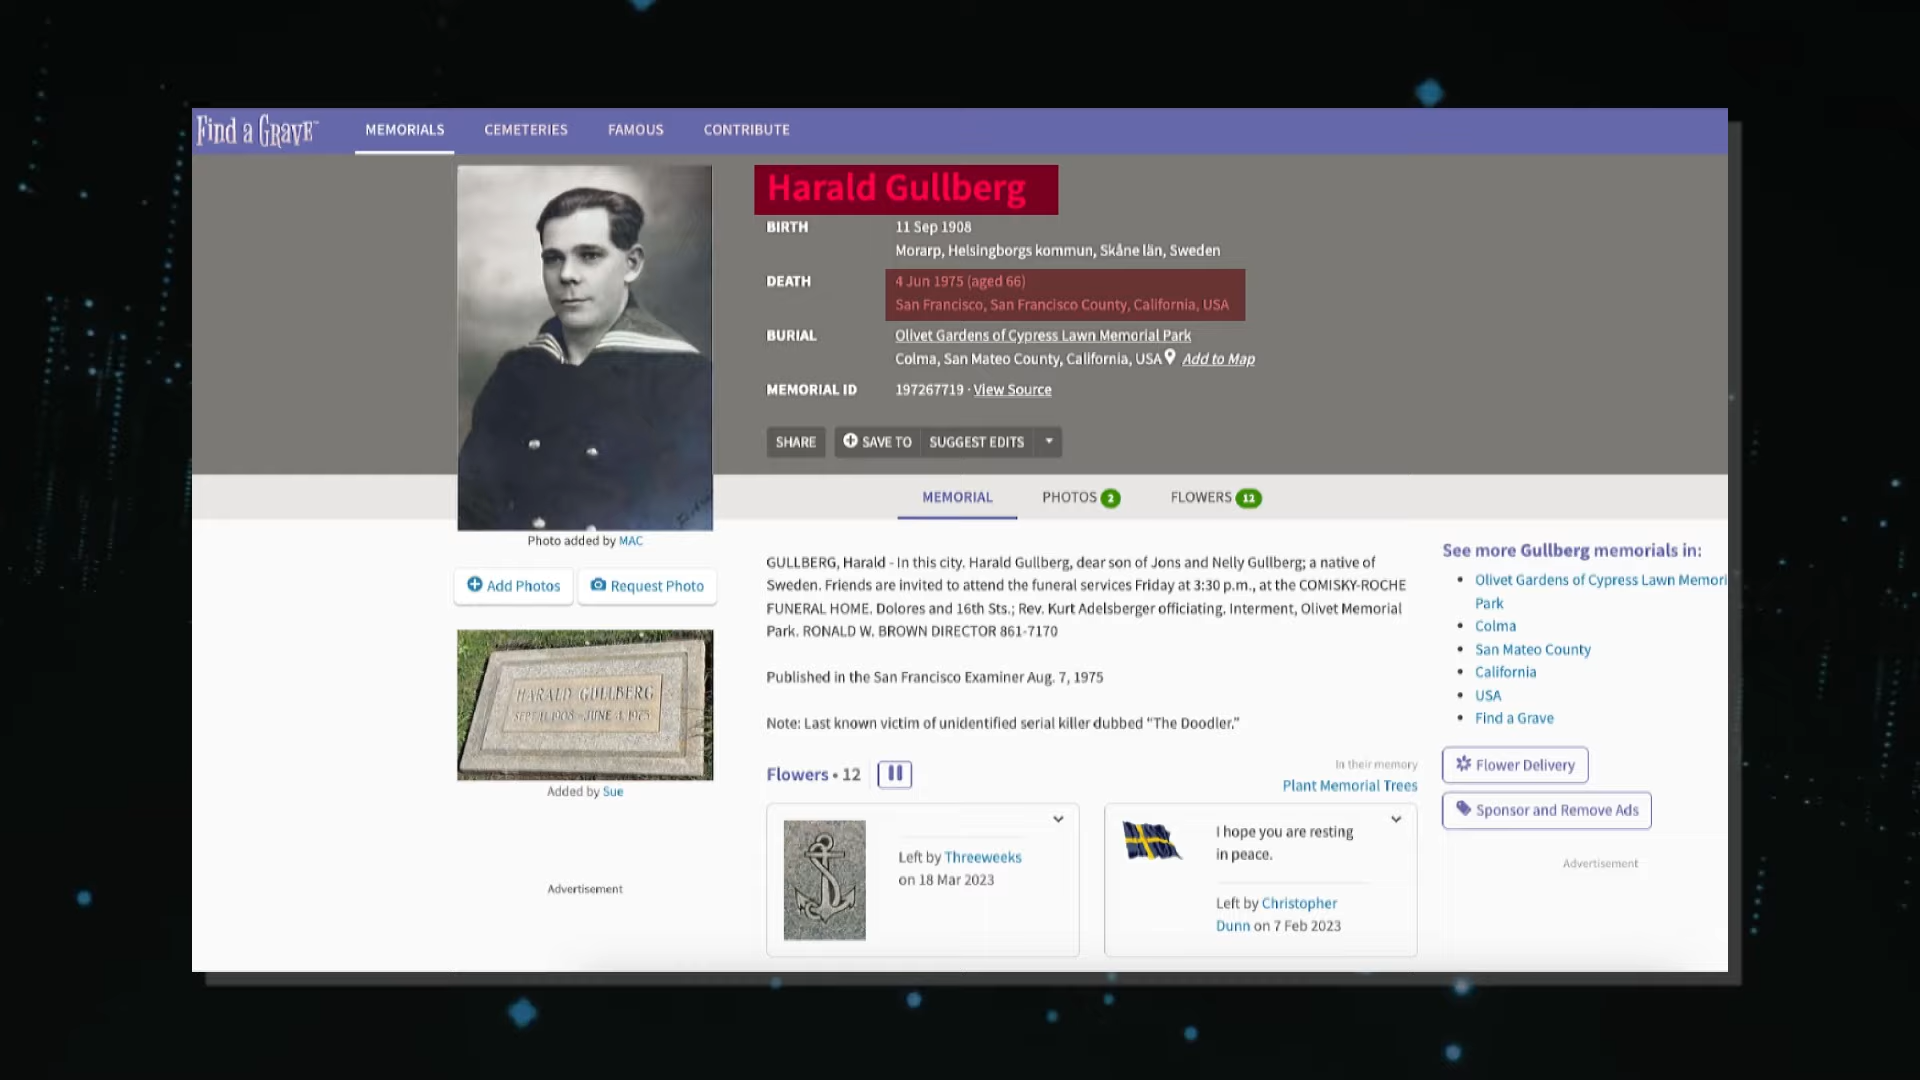 Find a Grave™
MEMORIALS
CEMETERIES
FAMOUS
CONTRIBUTE
Harald Gullberg
BIRTH
11 Sep 1908
Morarp, Helsingborgs kommun, Skåne län, Sweden
DEATH
4 Jun 1975 (aged 66)
San Francisco, San Francisco County, California, USA
BURIAL
Olivet Gardens of Cypress Lawn Memorial Park
Colma, San Mateo County, California, USA Add to Map
MEMORIAL ID
197267719 · View Source
SHARE
SAVE TO
SUGGEST EDITS
MEMORIAL
PHOTOS 2
FLOWERS 12
Photo added by MAC
Add Photos
Request Photo
HARALD GULLBERG
SEPT. 11, 1908 – JUNE 4, 1975
Added by Sue
Advertisement
GULLBERG, Harald - In this city. Harald Gullberg, dear son of Jons and Nelly Gullberg; a native of
Sweden. Friends are invited to attend the funeral services Friday at 3:30 p.m., at the COMISKY-ROCHE
FUNERAL HOME. Dolores and 16th Sts.; Rev. Kurt Adelsberger officiating. Interment, Olivet Memorial
Park. RONALD W. BROWN DIRECTOR 861-7170
Published in the San Francisco Examiner Aug. 7, 1975
Note: Last known victim of unidentified serial killer dubbed "The Doodler."
Flowers • 12
In their memory
Plant Memorial Trees
Left by Threeweeks
on 18 Mar 2023
I hope you are resting
in peace.
Left by Christopher
Dunn on 7 Feb 2023
See more Gullberg memorials in:
Olivet Gardens of Cypress Lawn Memori
Park
Colma
San Mateo County
California
USA
Find a Grave
Flower Delivery
Sponsor and Remove Ads
Advertisement